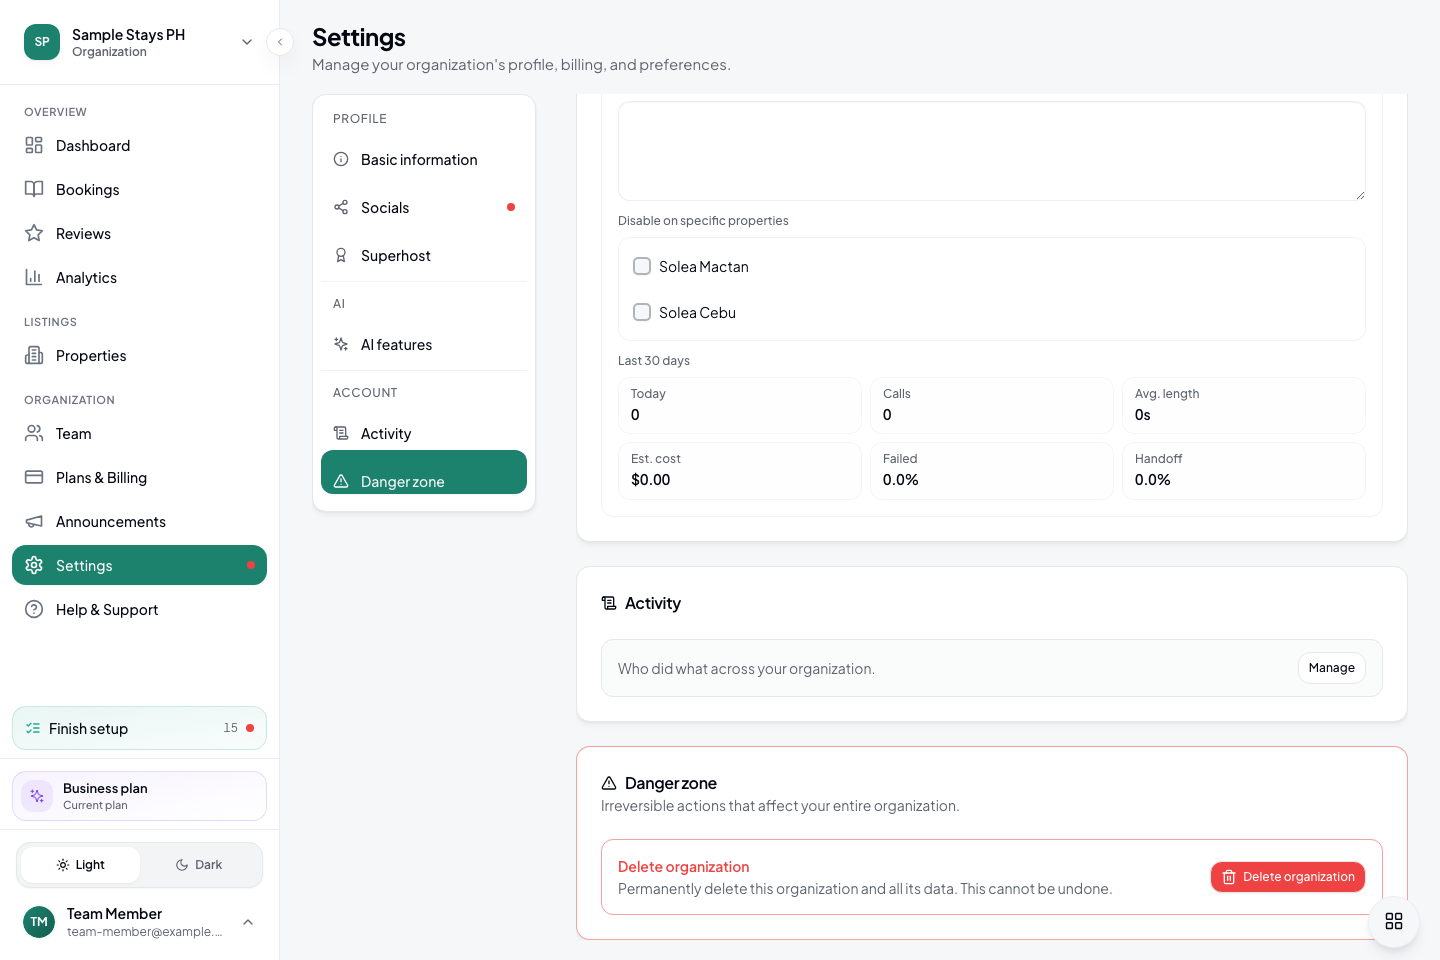 SP
Sample Stays PH
Organization
OVERVIEW
Dashboard
Bookings
Reviews
Analytics
LISTINGS
Properties
ORGANIZATION
Team
Plans & Billing
Announcements
Settings
Help & Support
Finish setup 15
Business plan
Current plan
Light Dark
TM
Team Member
team-member@example....
Settings
Manage your organization's profile, billing, and preferences.
PROFILE
Basic information
Socials
Superhost
AI
AI features
ACCOUNT
Activity
Danger zone
Disable on specific properties
Solea Mactan
Solea Cebu
Last 30 days
Today
0
Calls
0
Avg. length
0s
Est. cost
$0.00
Failed
0.0%
Handoff
0.0%
Activity
Who did what across your organization.
Manage
Danger zone
Irreversible actions that affect your entire organization.
Delete organization
Permanently delete this organization and all its data. This cannot be undone.
Delete organization